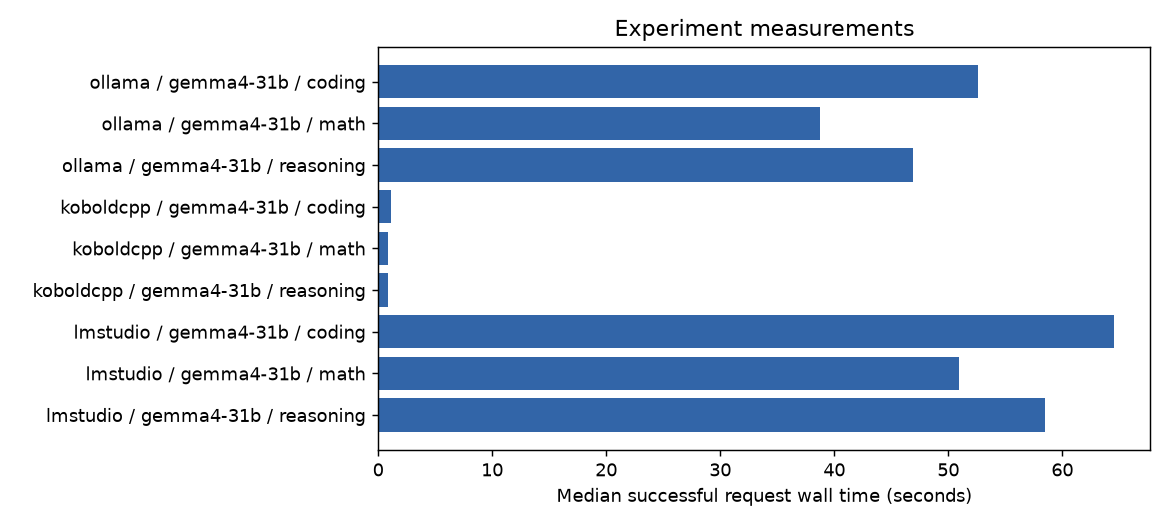 Experiment measurements
ollama / gemma4-31b / coding
ollama / gemma4-31b / math
ollama / gemma4-31b / reasoning
koboldcpp / gemma4-31b / coding
koboldcpp / gemma4-31b / math
koboldcpp / gemma4-31b / reasoning
lmstudio / gemma4-31b / coding
lmstudio / gemma4-31b / math
lmstudio / gemma4-31b / reasoning
0 10 20 30 40 50 60
Median successful request wall time (seconds)